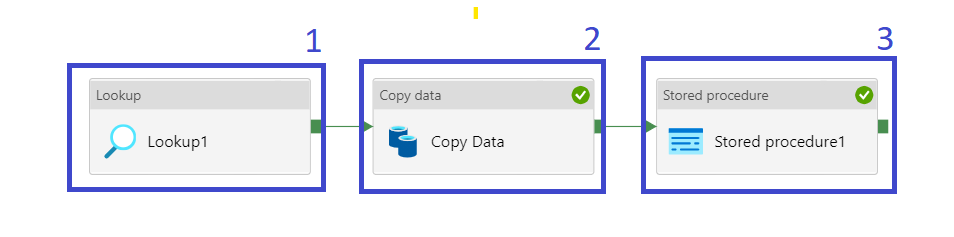 1
2
3
Lookup
Copy data
Stored procedure
Lookup1
Copy Data
Stored procedure1